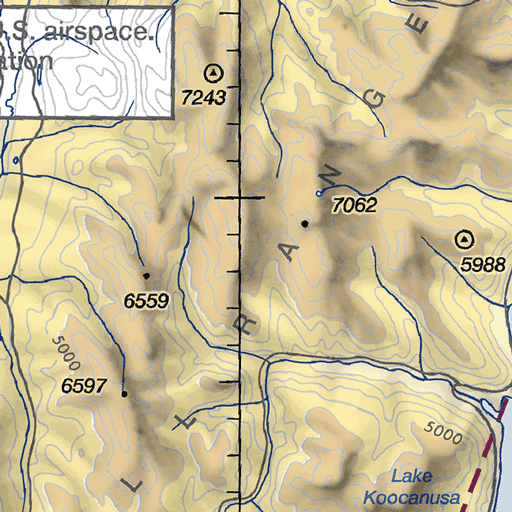 U.S. airspace.
ation
E
7243
G
N
7062
A
5988
6559
R
5000
6597
L
5000
L
Lake
Koocanusa